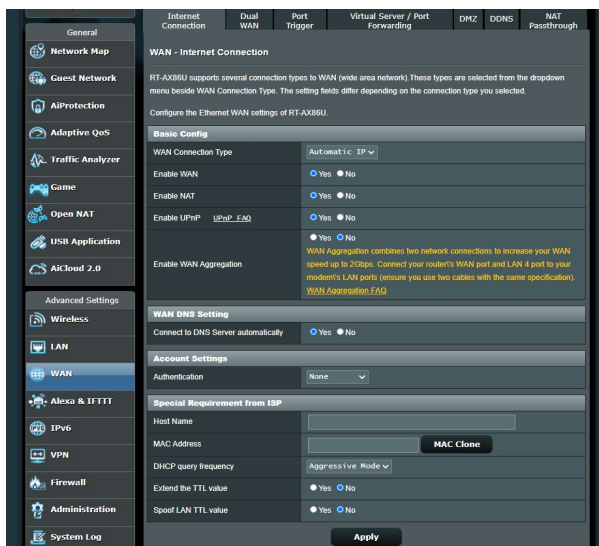 General
Network Map
Guest Network
AiProtection
Adaptive QoS
Traffic Analyzer
Game
Open NAT
USB Application
AiCloud 2.0
Advanced Settings
Wireless
LAN
WAN
Alexa & IFTTT
IPv6
VPN
Firewall
Administration
System Log
Internet Connection
Dual WAN
Port Trigger
Virtual Server / Port Forwarding
DMZ
DDNS
NAT Passthrough
WAN - Internet Connection
RT-AX86U supports several connection types to WAN (wide area network).These types are selected from the dropdown
menu beside WAN Connection Type. The setting fields differ depending on the connection type you selected.
Configure the Ethernet WAN settings of RT-AX86U.
Basic Config
WAN Connection Type Automatic IP
Enable WAN Yes No
Enable NAT Yes No
Enable UPnP UPnP FAQ Yes No
Enable WAN Aggregation Yes No
WAN Aggregation combines two network connections to increase your WAN
speed up to 2Gbps. Connect your router\'s WAN port and LAN 4 port to your
modem\'s LAN ports (ensure you use two cables with the same specification).
WAN Aggregation FAQ
WAN DNS Setting
Connect to DNS Server automatically Yes No
Account Settings
Authentication None
Special Requirement from ISP
Host Name
MAC Address MAC Clone
DHCP query frequency Aggressive Mode
Extend the TTL value Yes No
Spoof LAN TTL value Yes No
Apply